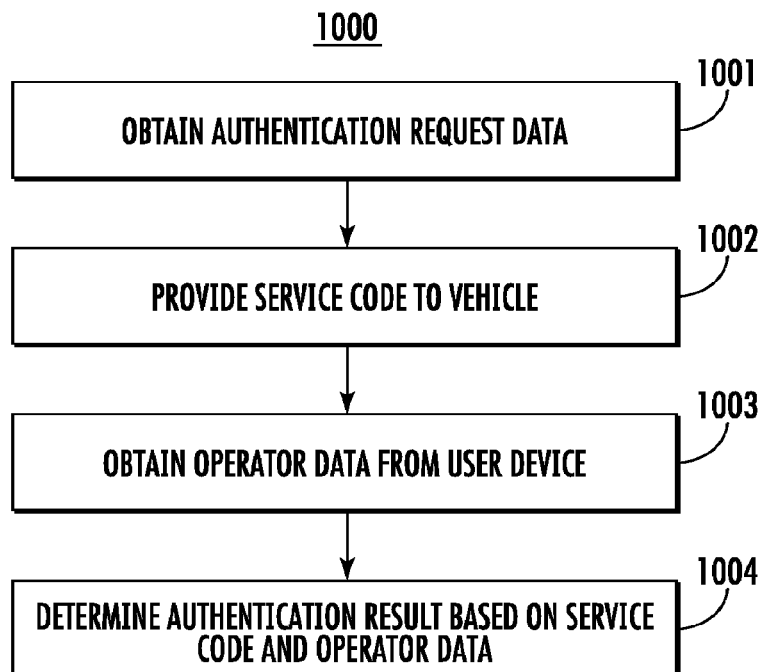 1000
1001
OBTAIN AUTHENTICATION REQUEST DATA
1002
PROVIDE SERVICE CODE TO VEHICLE
1003
OBTAIN OPERATOR DATA FROM USER DEVICE
1004
DETERMINE AUTHENTICATION RESULT BASED ON SERVICE
CODE AND OPERATOR DATA